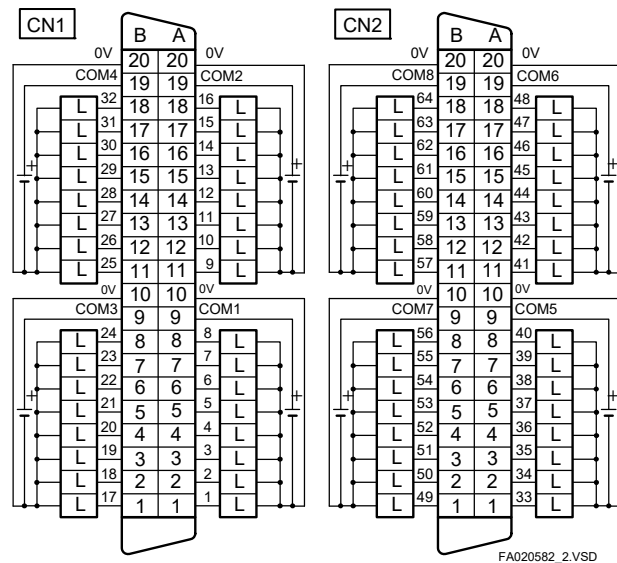 CN1
B A
0V 20 20 0V
COM4 19 19 COM2
L 32 18 18 16 L
L 31 17 17 15 L
L 30 16 16 14 L
L 29 15 15 13 L
L 28 14 14 12 L
L 27 13 13 11 L
L 26 12 12 10 L
L 25 11 11 9 L
0V 10 10 0V
COM3 9 9 COM1
L 24 8 8 8 L
L 23 7 7 7 L
L 22 6 6 6 L
L 21 5 5 5 L
L 20 4 4 4 L
L 19 3 3 3 L
L 18 2 2 2 L
L 17 1 1 1 L
CN2
B A
0V 20 20 0V
COM8 19 19 COM6
L 64 18 18 48 L
L 63 17 17 47 L
L 62 16 16 46 L
L 61 15 15 45 L
L 60 14 14 44 L
L 59 13 13 43 L
L 58 12 12 42 L
L 57 11 11 41 L
0V 10 10 0V
COM7 9 9 COM5
L 56 8 8 40 L
L 55 7 7 39 L
L 54 6 6 38 L
L 53 5 5 37 L
L 52 4 4 36 L
L 51 3 3 35 L
L 50 2 2 34 L
L 49 1 1 33 L
FA020582_2.VSD